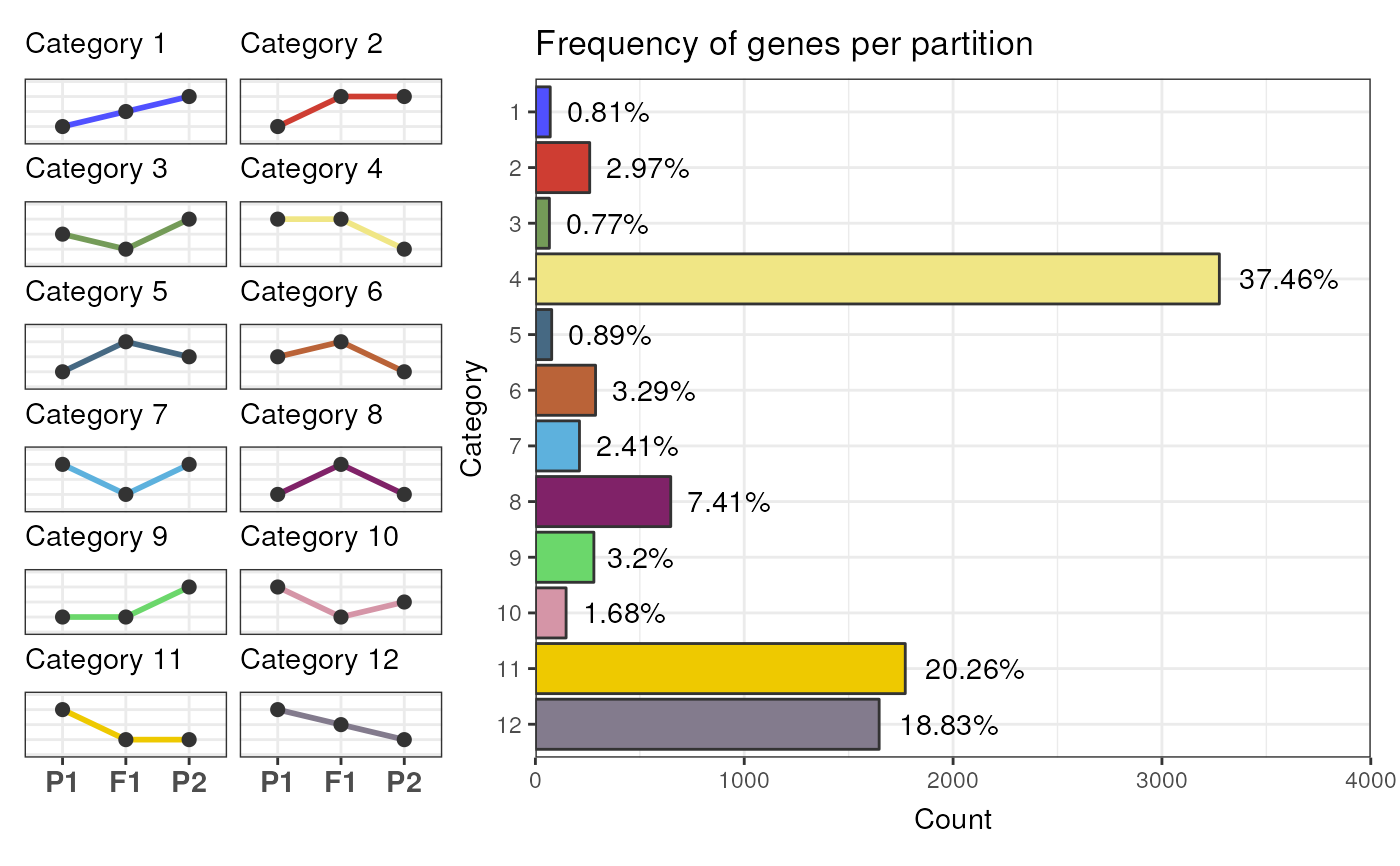 Category 1
Category 2
Category 3
Category 4
Category 5
Category 6
Category 7
Category 8
Category 9
Category 10
Category 11
Category 12
P1 F1 P2
P1 F1 P2
Frequency of genes per partition
Category
1 0.81%
2 2.97%
3 0.77%
4 37.46%
5 0.89%
6 3.29%
7 2.41%
8 7.41%
9 3.2%
10 1.68%
11 20.26%
12 18.83%
0 1000 2000 3000 4000
Count